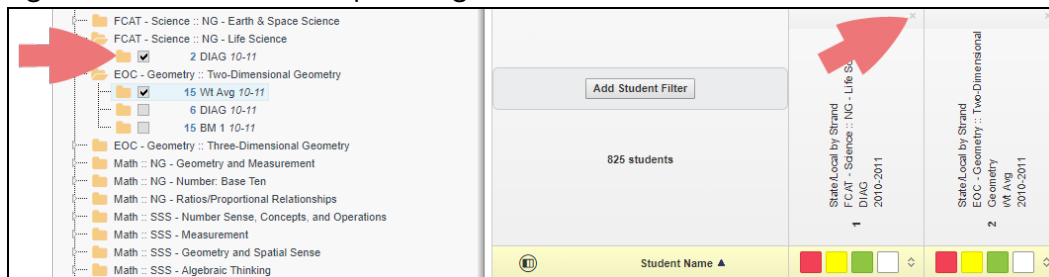 FCAT - Science :: NG - Earth & Space Science
FCAT - Science :: NG - Life Science
2 DIAG 10-11
EOC - Geometry :: Two-Dimensional Geometry
15 Wt Avg 10-11
6 DIAG 10-11
15 BM 1 10-11
EOC - Geometry :: Three-Dimensional Geometry
Math :: NG - Geometry and Measurement
Math :: NG - Number: Base Ten
Math :: NG - Ratios/Proportional Relationships
Math :: SSS - Number Sense, Concepts, and Operations
Math :: SSS - Measurement
Math :: SSS - Geometry and Spatial Sense
Math :: SSS - Algebraic Thinking
Add Student Filter
825 students
Student Name ▲
State/Local by Strand
FCAT - Science :: NG - Life
DIAG
2010-2011
1
State/Local by Strand
EOC - Geometry :: Two-Dimensional
Geometry
Wt Avg
2010-2011
2